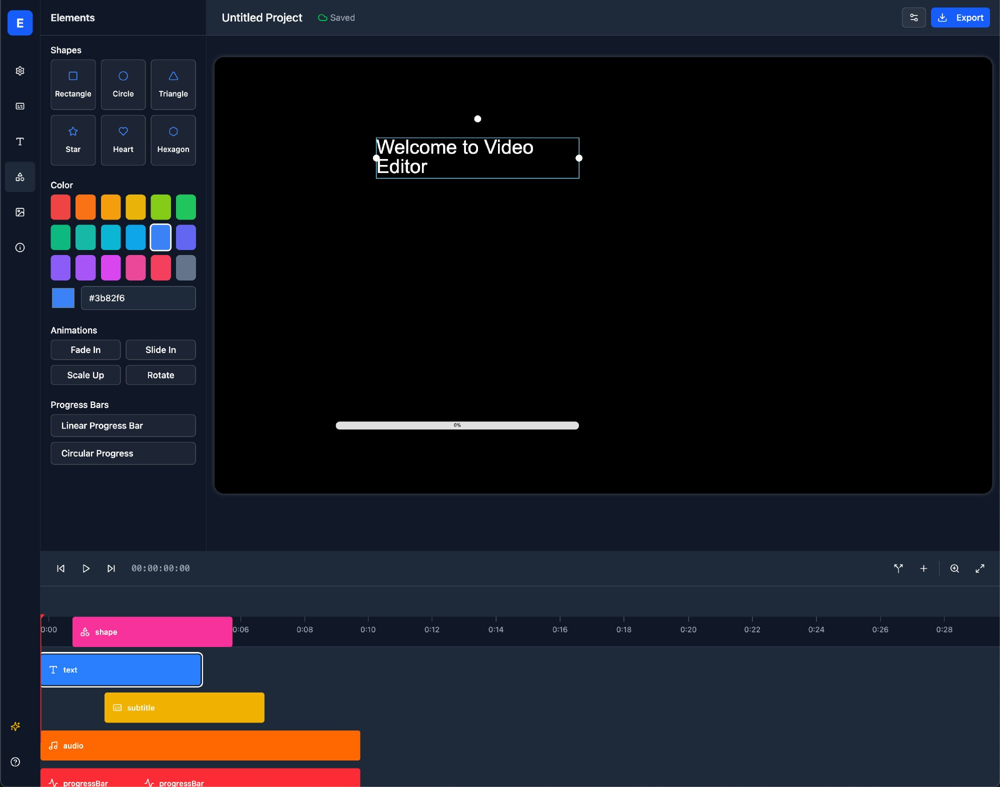 E
Elements
Untitled Project
Saved
Export
Shapes
Rectangle
Circle
Triangle
Star
Heart
Hexagon
Color
#3b82f6
Animations
Fade In
Slide In
Scale Up
Rotate
Progress Bars
Linear Progress Bar
Circular Progress
Welcome to Video
Editor
0%
00:00:00:00
0:00
shape
0:06
0:08
0:10
0:12
0:14
0:16
0:18
0:20
0:22
0:24
0:26
0:28
text
subtitle
audio
progressBar
progressBar